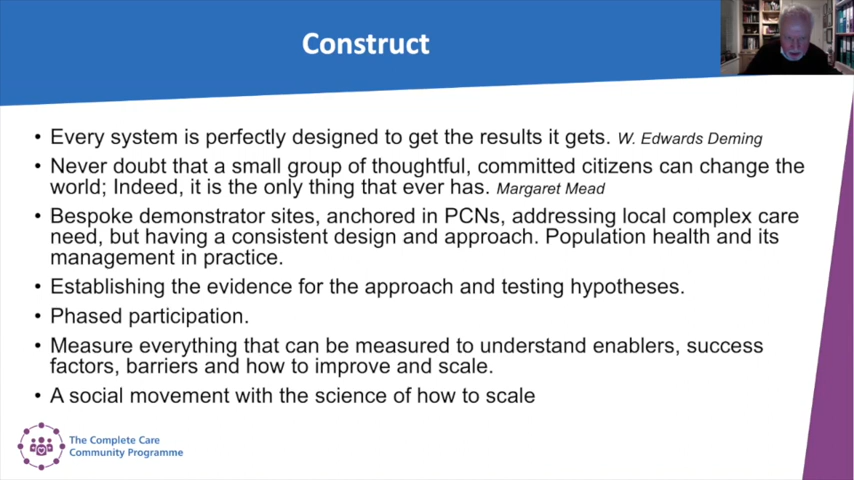 Construct
• Every system is perfectly designed to get the results it gets. W. Edwards Deming
• Never doubt that a small group of thoughtful, committed citizens can change the
world; Indeed, it is the only thing that ever has. Margaret Mead
• Bespoke demonstrator sites, anchored in PCNs, addressing local complex care
need, but having a consistent design and approach. Population health and its
management in practice.
• Establishing the evidence for the approach and testing hypotheses.
• Phased participation.
• Measure everything that can be measured to understand enablers, success
factors, barriers and how to improve and scale.
• A social movement with the science of how to scale
The Complete Care
Community Programme